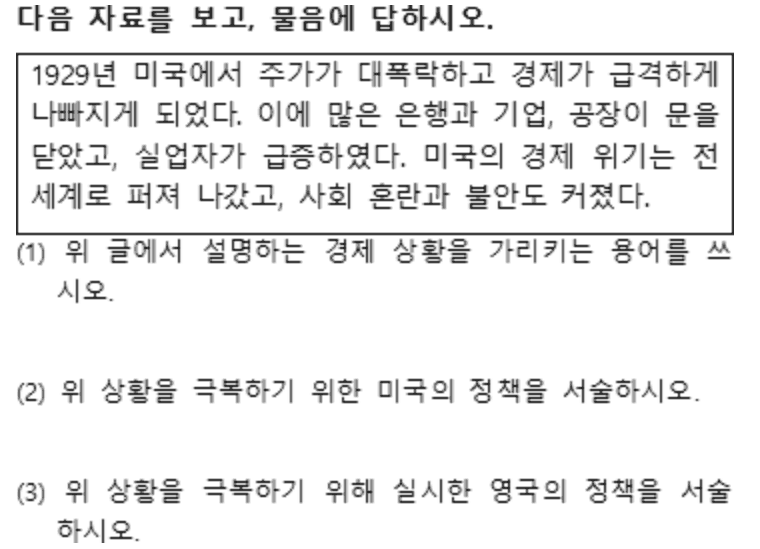 다음 자료를 보고, 물음에 답하시오.
1929년 미국에서 주가가 대폭락하고 경제가 급격하게
나빠지게 되었다. 이에 많은 은행과 기업, 공장이 문을
닫았고, 실업자가 급증하였다. 미국의 경제 위기는 전
세계로 퍼져 나갔고, 사회 혼란과 불안도 커졌다.
(1) 위 글에서 설명하는 경제 상황을 가리키는 용어를 쓰
시오.
(2) 위 상황을 극복하기 위한 미국의 정책을 서술하시오.
(3) 위 상황을 극복하기 위해 실시한 영국의 정책을 서술
하시오.